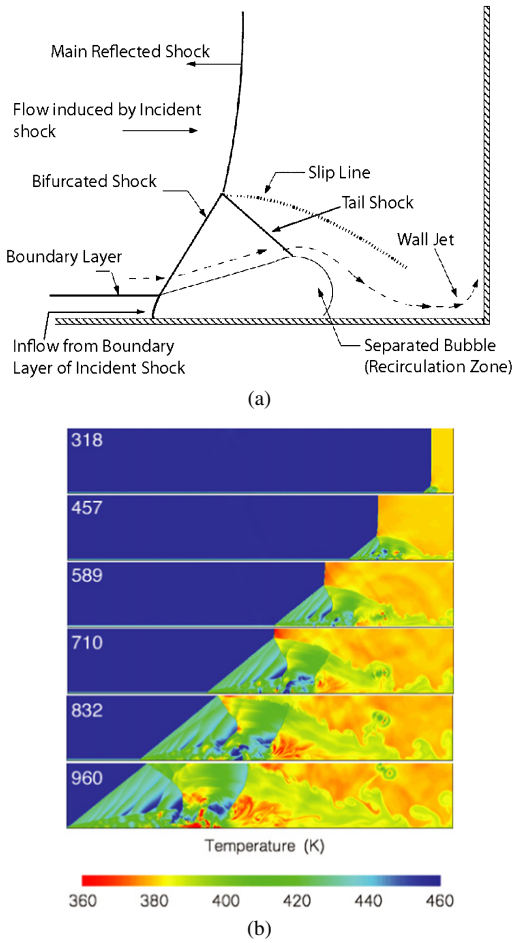 Main Reflected Shock
Flow induced by Incident
shock
Bifurcated Shock
Slip Line
Tail Shock
Wall Jet
Boundary Layer
Inflow from Boundary
Layer of Incident Shock
Separated Bubble
(Recirculation Zone)
(a)
318
457
589
710
832
960
Temperature (K)
360 380 400 420 440 460
(b)